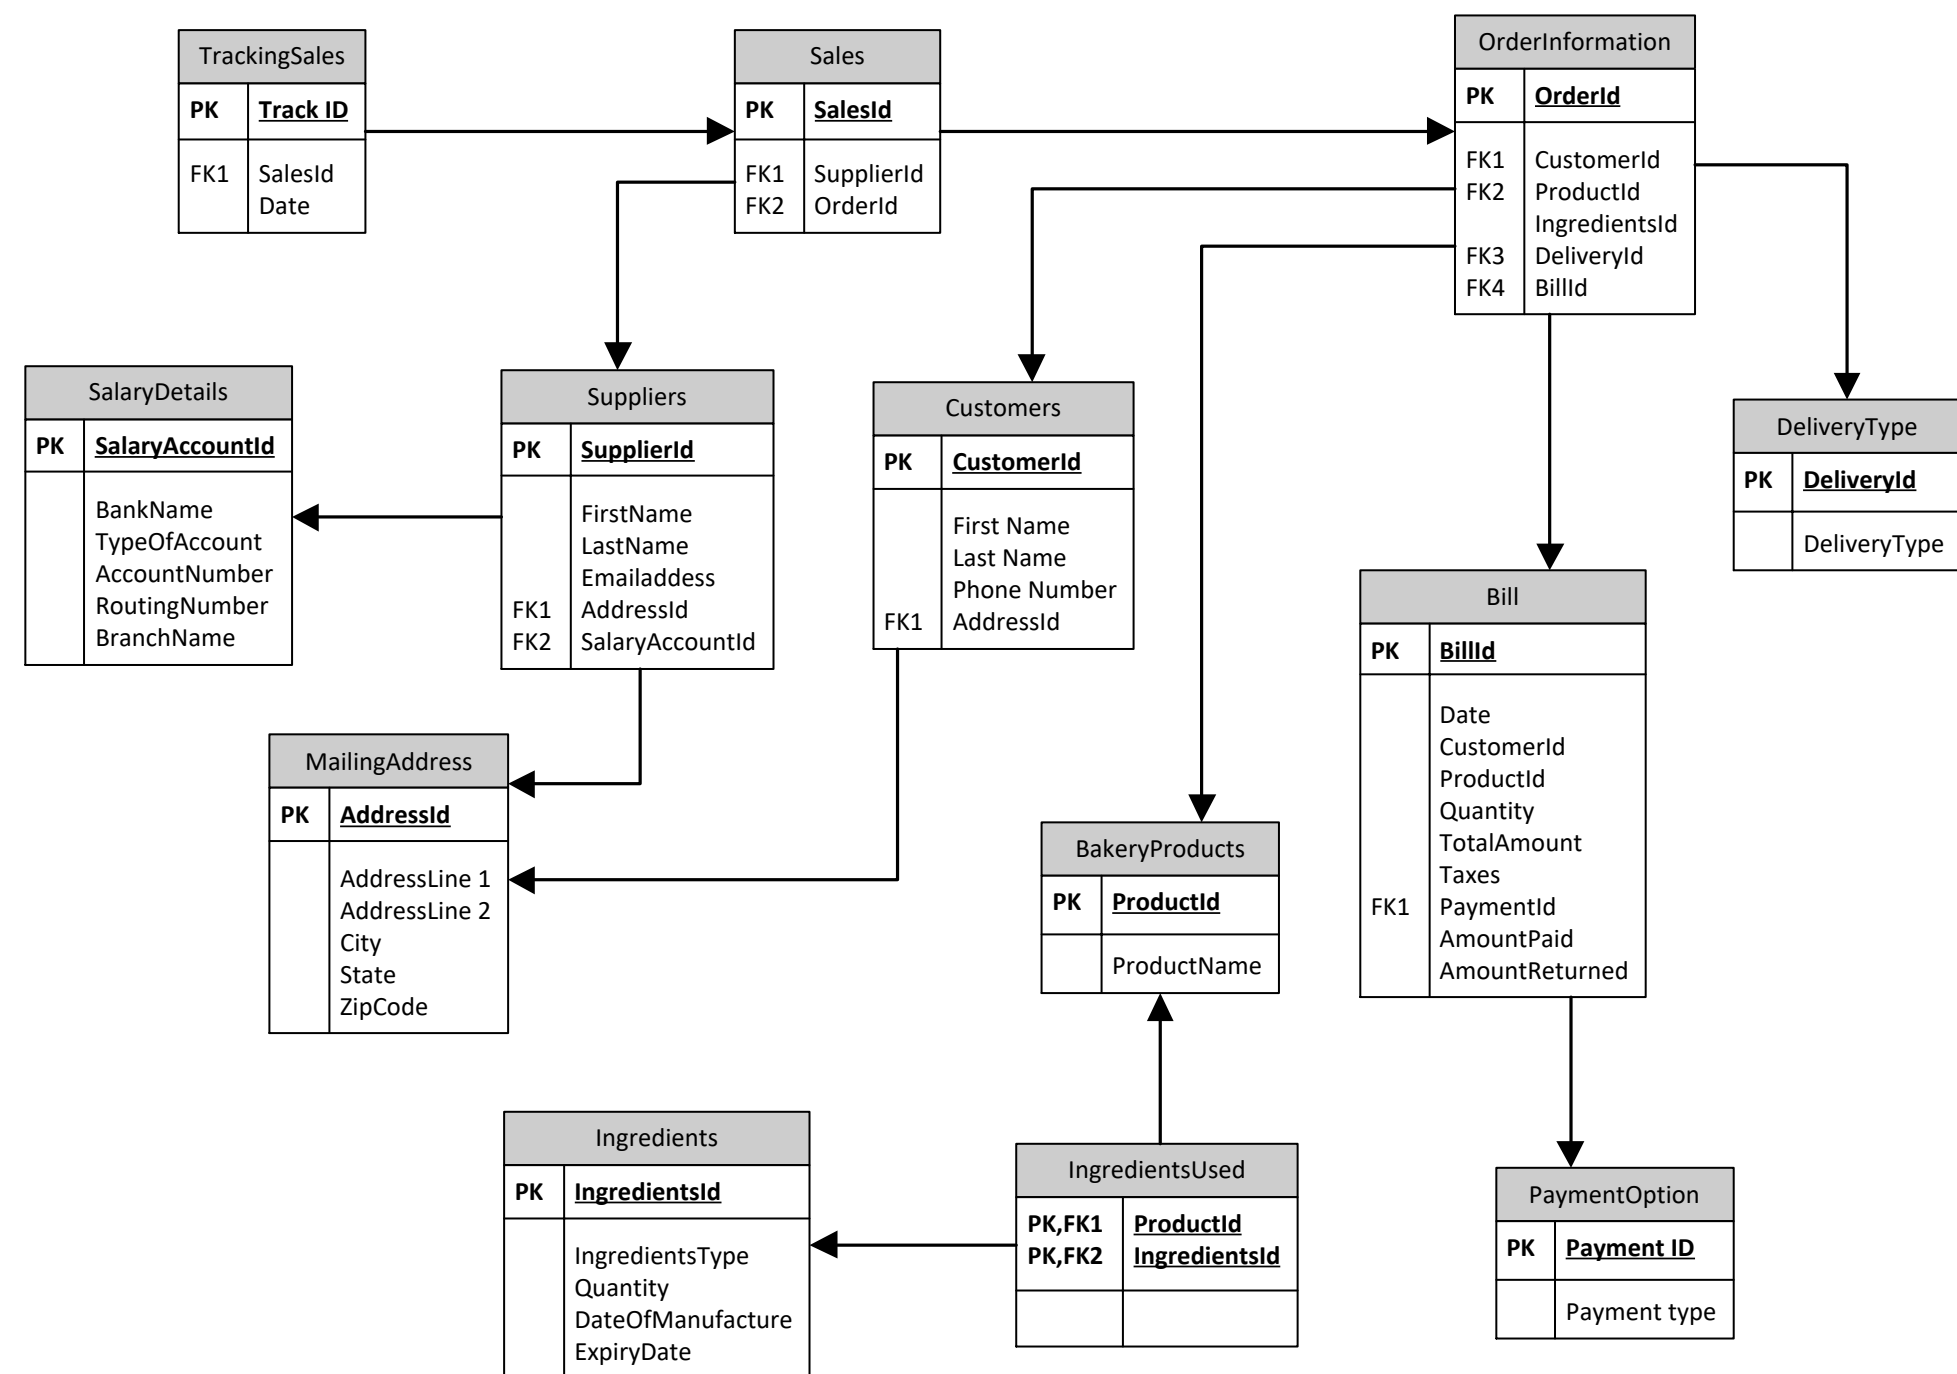 TrackingSales
PK Track ID
FK1 SalesId
Date
Sales
PK SalesId
FK1 SupplierId
FK2 OrderId
OrderInformation
PK OrderId
FK1 CustomerId
FK2 ProductId
IngredientsId
FK3 DeliveryId
FK4 BillId
SalaryDetails
PK SalaryAccountId
BankName
TypeOfAccount
AccountNumber
RoutingNumber
BranchName
Suppliers
PK SupplierId
FirstName
LastName
Emailaddess
FK1 AddressId
FK2 SalaryAccountId
Customers
PK CustomerId
First Name
Last Name
Phone Number
FK1 AddressId
DeliveryType
PK DeliveryId
DeliveryType
Bill
PK BillId
Date
CustomerId
ProductId
Quantity
TotalAmount
Taxes
FK1 PaymentId
AmountPaid
AmountReturned
MailingAddress
PK AddressId
AddressLine 1
AddressLine 2
City
State
ZipCode
BakeryProducts
PK ProductId
ProductName
Ingredients
PK IngredientsId
IngredientsType
Quantity
DateOfManufacture
ExpiryDate
IngredientsUsed
PK,FK1 ProductId
PK,FK2 IngredientsId
PaymentOption
PK Payment ID
Payment type